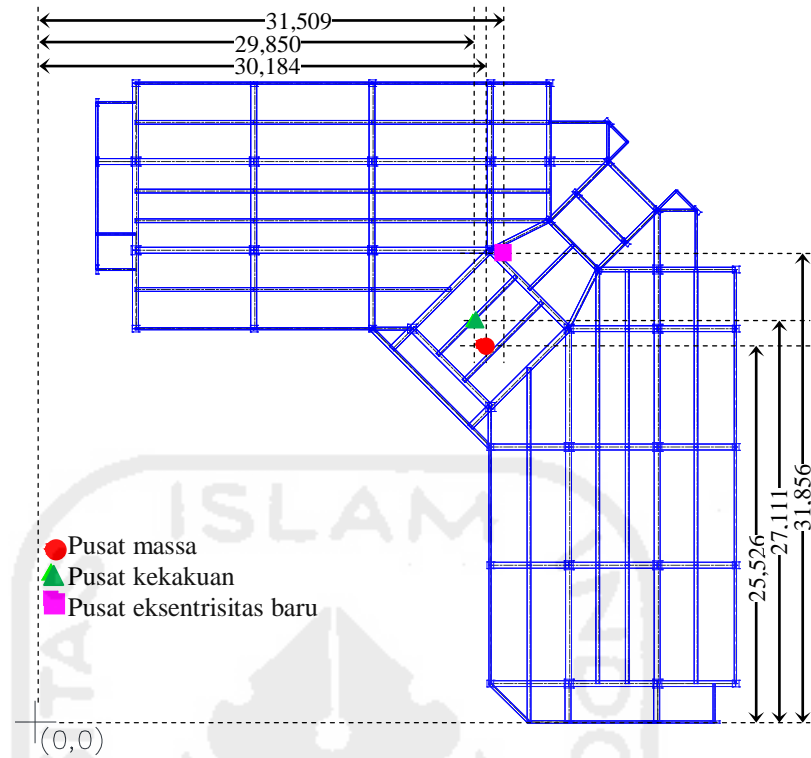 31,509
29,850
30,184
31.856
27.111
25,526
ISLAM
Pusat massa
Pusat kekakuan
Pusat eksentrisitas baru
(0,0)